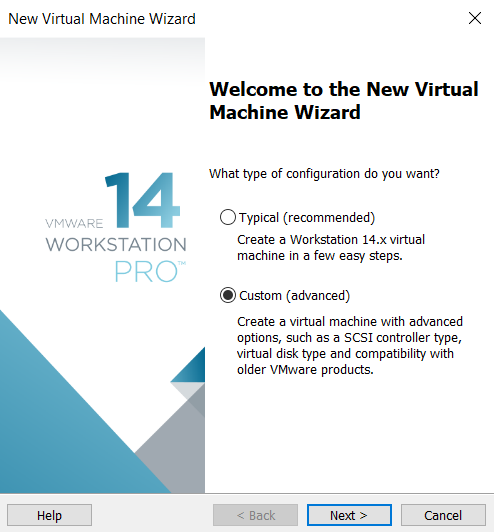 New Virtual Machine Wizard
Welcome to the New Virtual
Machine Wizard
14
VMWARE
WORKSTATION
PRO™
What type of configuration do you want?
Typical (recommended)
Create a Workstation 14.x virtual
machine in a few easy steps.
Custom (advanced)
Create a virtual machine with advanced
options, such as a SCSI controller type,
virtual disk type and compatibility with
older VMware products.
Help
< Back
Next >
Cancel